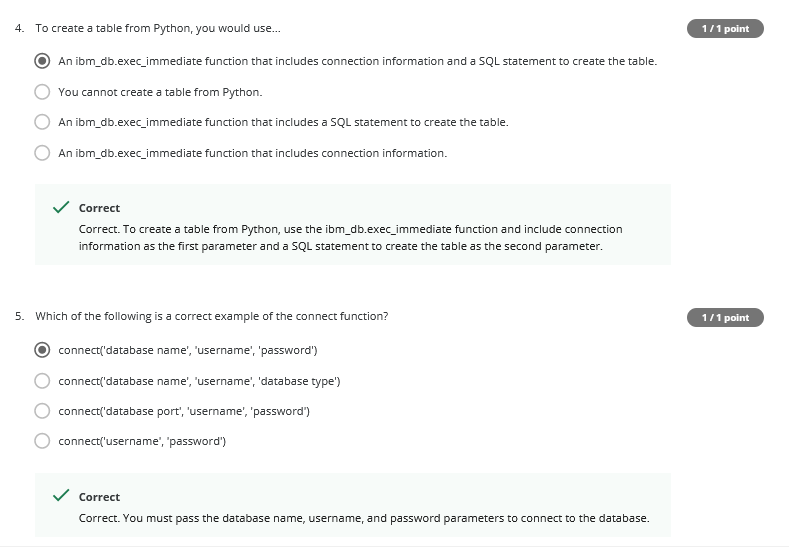 4. To create a table from Python, you would use...
1 / 1 point
An ibm_db.exec_immediate function that includes connection information and a SQL statement to create the table.
You cannot create a table from Python.
An ibm_db.exec_immediate function that includes a SQL statement to create the table.
An ibm_db.exec_immediate function that includes connection information.
Correct
Correct. To create a table from Python, use the ibm_db.exec_immediate function and include connection
information as the first parameter and a SQL statement to create the table as the second parameter.
5. Which of the following is a correct example of the connect function?
1 / 1 point
connect('database name', 'username', 'password')
connect('database name', 'username', 'database type')
connect('database port', 'username', 'password')
connect('username', 'password')
Correct
Correct. You must pass the database name, username, and password parameters to connect to the database.